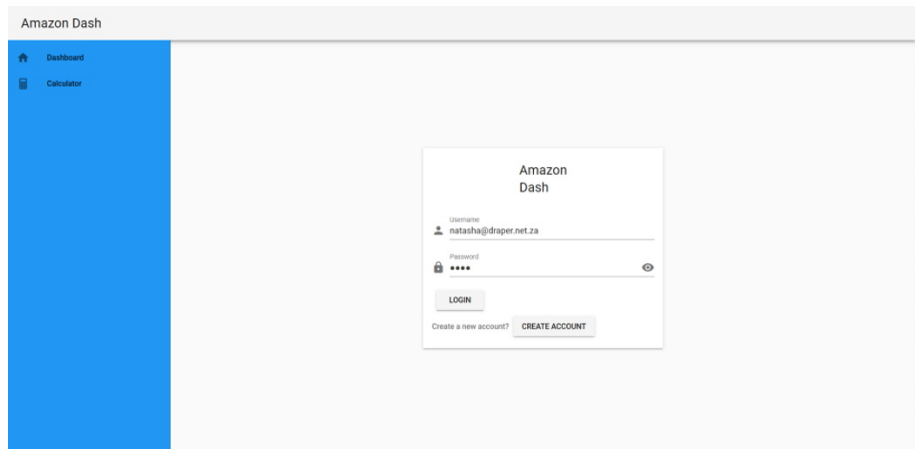 Amazon Dash
Dashboard
Calculator
Amazon
Dash
Username
natasha@draper.net.za
Password
••••
LOGIN
Create a new account? CREATE ACCOUNT